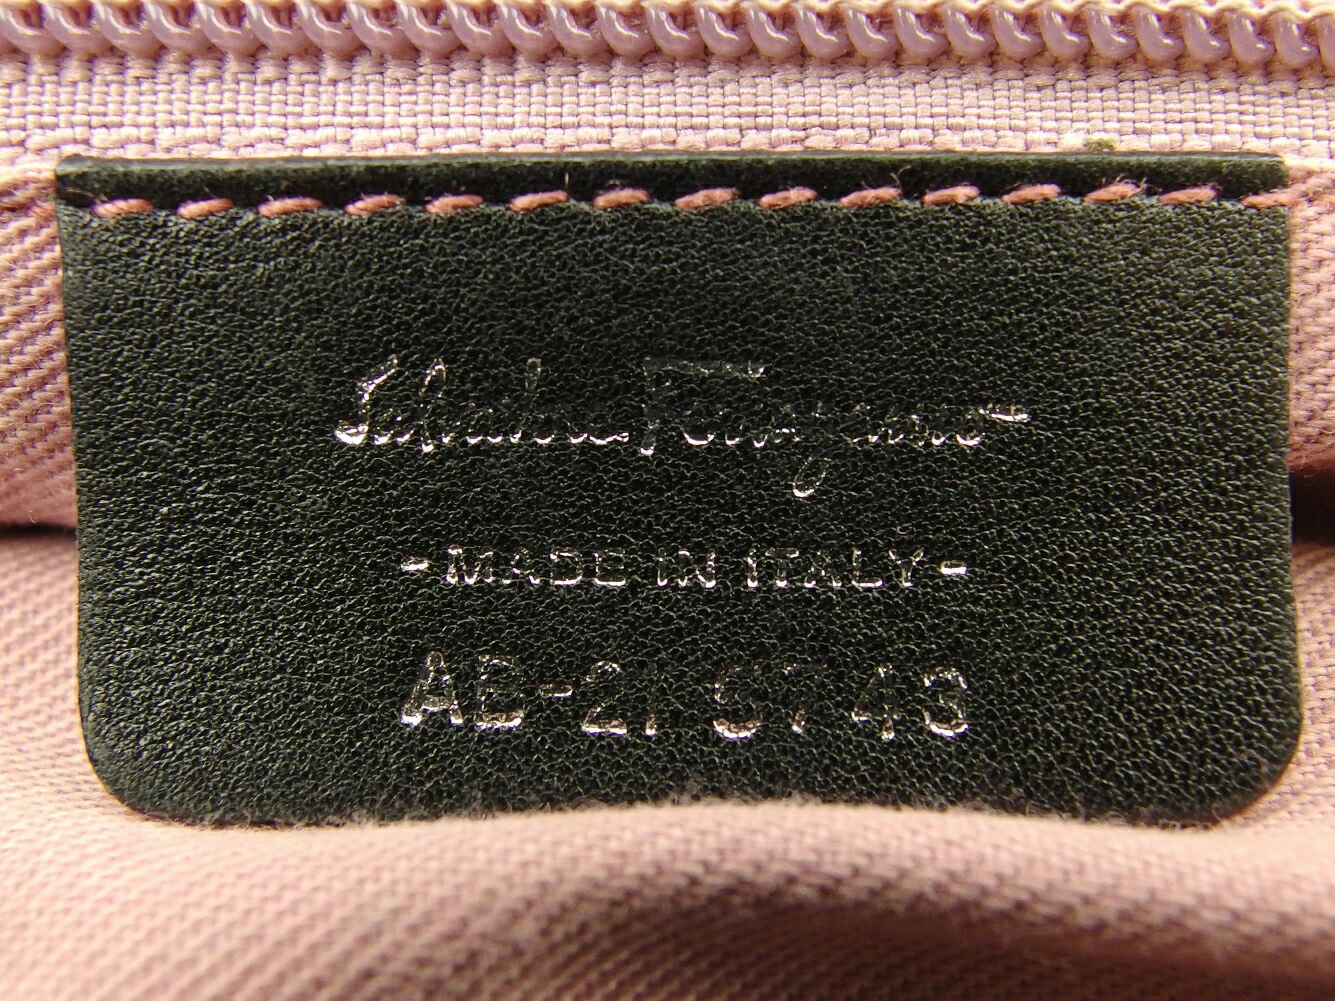 Salvatore Ferragamo
-MADE IN ITALY-
AB-21 5743